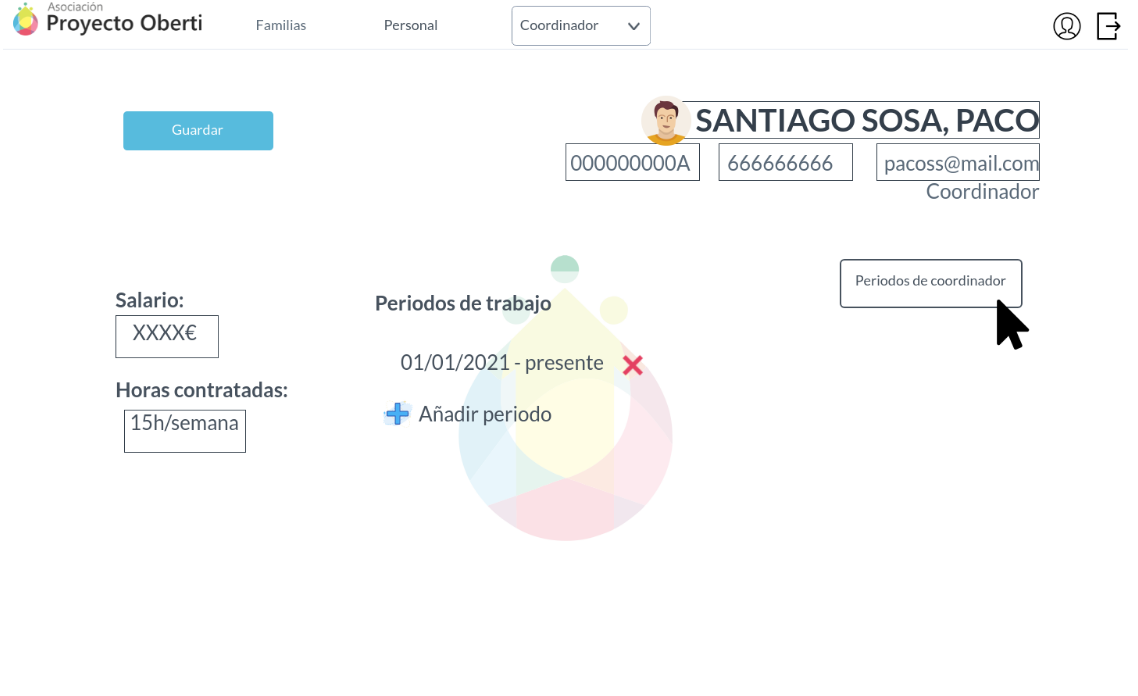 Asociación
Proyecto Oberti
Familias
Personal
Coordinador
Guardar
SANTIAGO SOSA, PACO
000000000A
666666666
pacoss@mail.com
Coordinador
Periodos de coordinador
Salario:
XXXX€
Horas contratadas:
15h/semana
Periodos de trabajo
01/01/2021 - presente
Añadir periodo